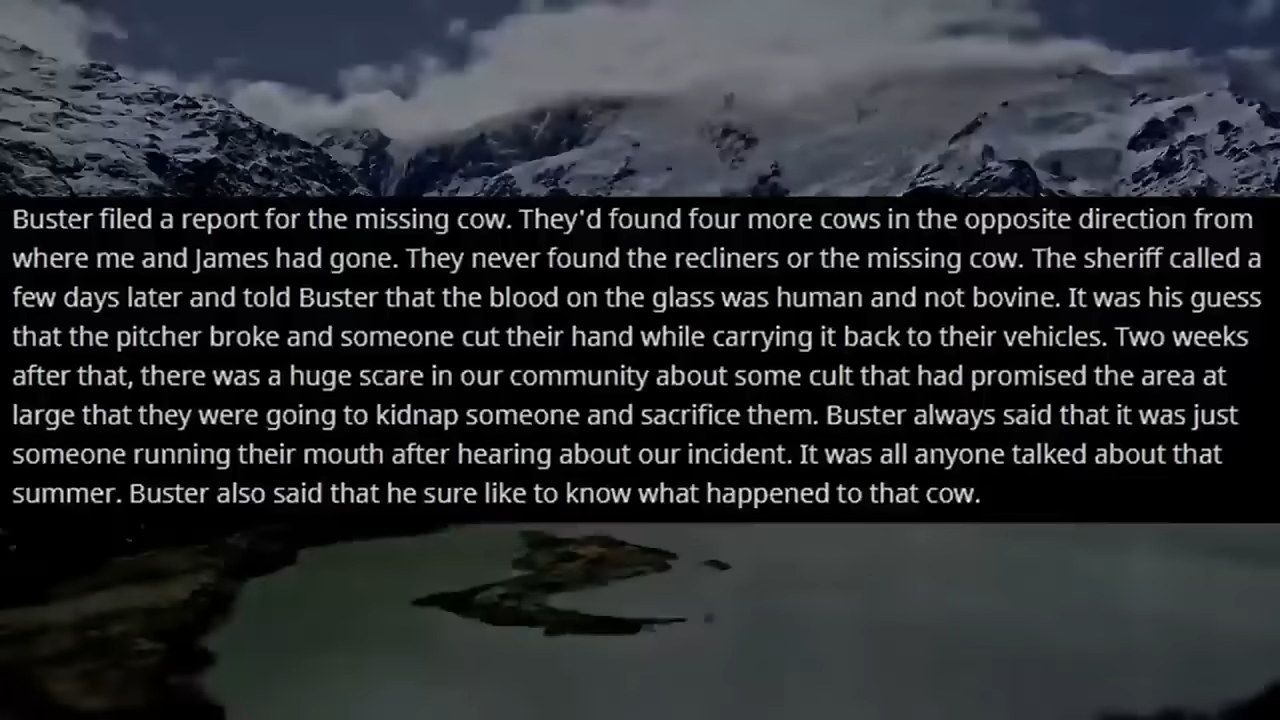 Buster filed a report for the missing cow. They'd found four more cows in the opposite direction from
where me and James had gone. They never found the recliners or the missing cow. The sheriff called a
few days later and told Buster that the blood on the glass was human and not bovine. It was his guess
that the pitcher broke and someone cut their hand while carrying it back to their vehicles. Two weeks
after that, there was a huge scare in our community about some cult that had promised the area at
large that they were going to kidnap someone and sacrifice them. Buster always said that it was just
someone running their mouth after hearing about our incident. It was all anyone talked about that
summer. Buster also said that he sure like to know what happened to that cow.